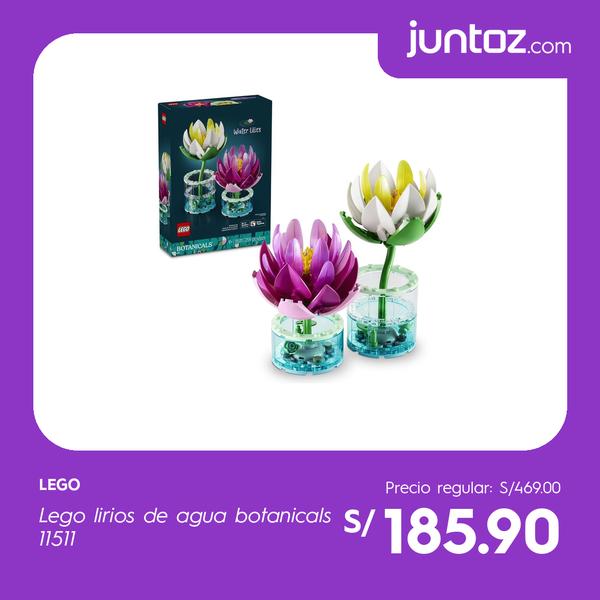 juntoz.com
Water Lilies
LEGO
BOTANICALS
LEGO
Precio regular: S/469.00
Lego lirios de agua botanicals
11511
S/185.90